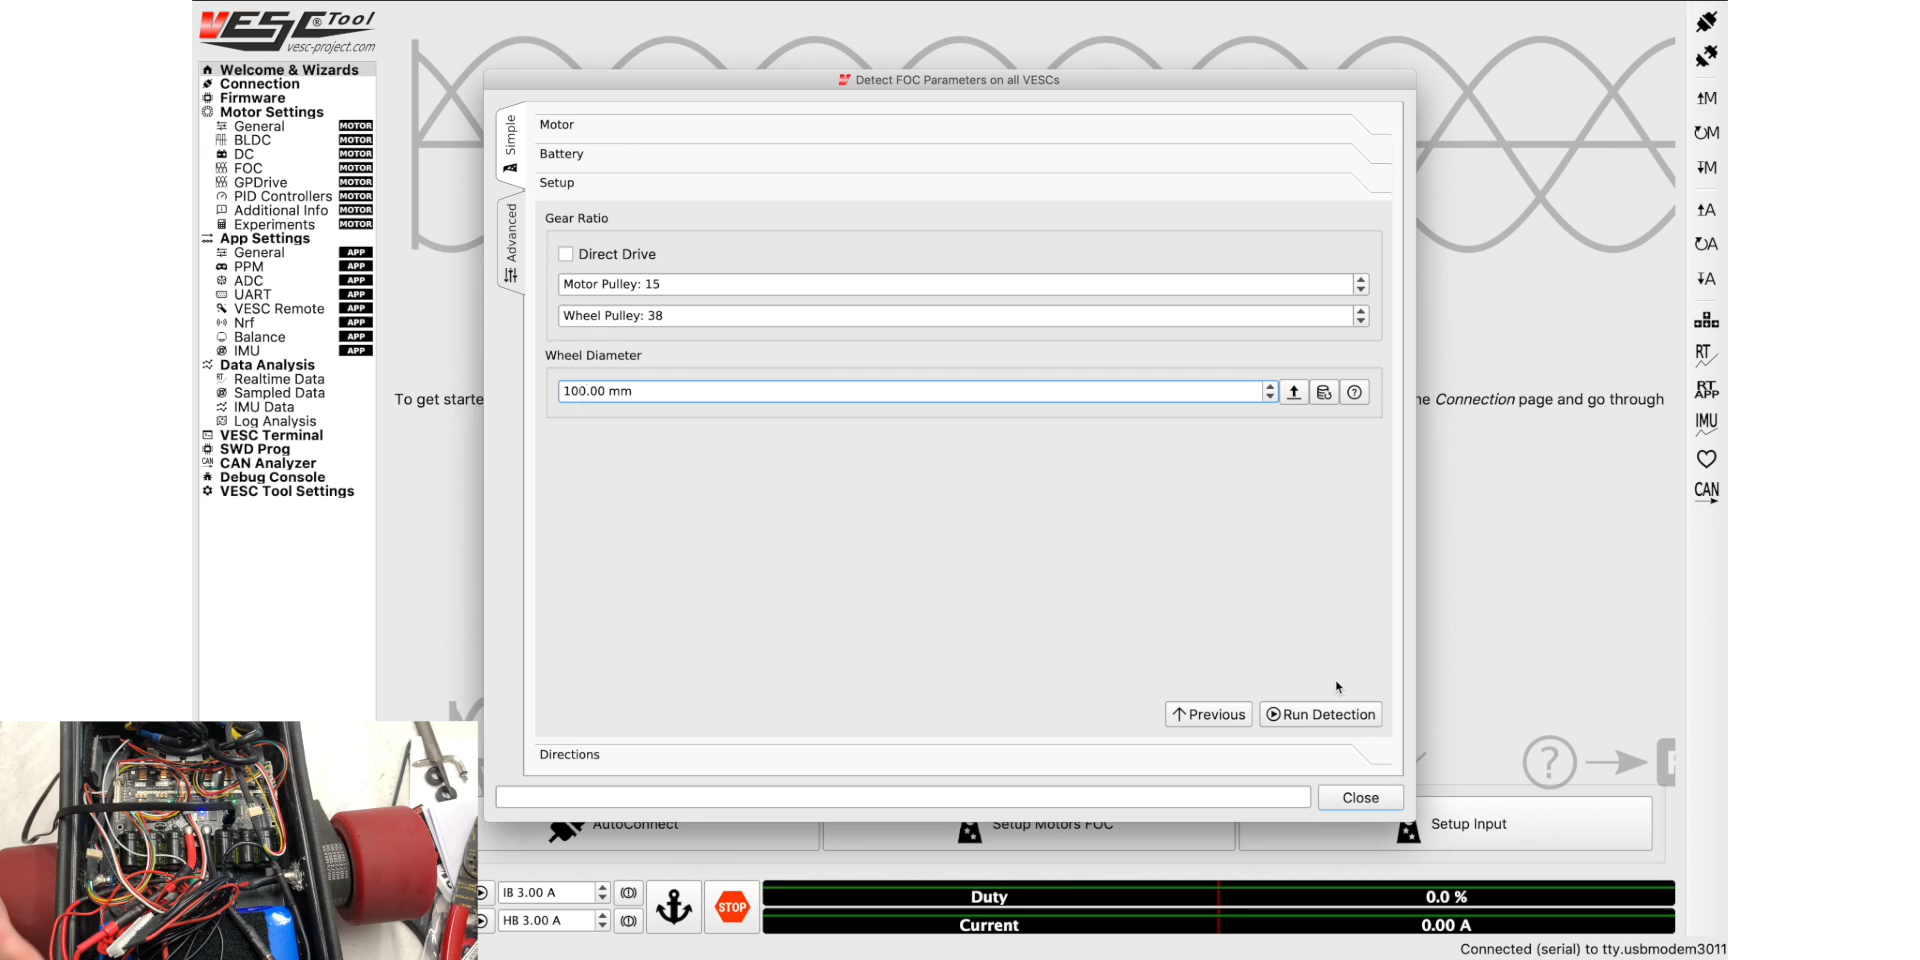 VESC® Tool
vesc-project.com
Welcome & Wizards
Connection
Firmware
Motor Settings
General MOTOR
BLDC MOTOR
DC MOTOR
FOC MOTOR
GPDrive MOTOR
PID Controllers MOTOR
Additional Info MOTOR
Experiments MOTOR
App Settings
General APP
PPM APP
ADC APP
UART APP
VESC Remote APP
Nrf APP
Balance APP
IMU APP
Data Analysis
RT Realtime Data
Sampled Data
IMU Data
Log Analysis
VESC Terminal
SWD Prog
CAN CAN Analyzer
Debug Console
VESC Tool Settings
Detect FOC Parameters on all VESCs
Simple
Advanced
Motor
Battery
Setup
Gear Ratio
Direct Drive
Motor Pulley: 15
Wheel Pulley: 38
Wheel Diameter
100.00 mm
Previous
Run Detection
Directions
Close
To get starte
ne Connection page and go through
AutoConnect
Setup Motors FOC
Setup Input
IB 3.00 A
HB 3.00 A
STOP
Duty 0.0 %
Current 0.00 A
Connected (serial) to tty.usbmodem3011
M
M
M
A
A
A
RT
RT
APP
IMU
CAN